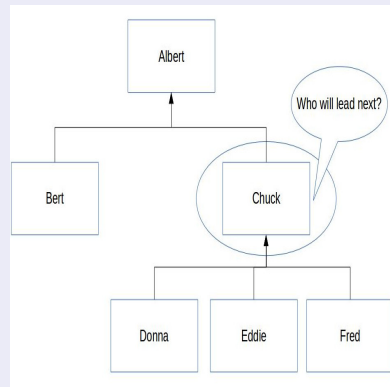 Albert
Who will lead next?
Bert
Chuck
Donna
Eddie
Fred